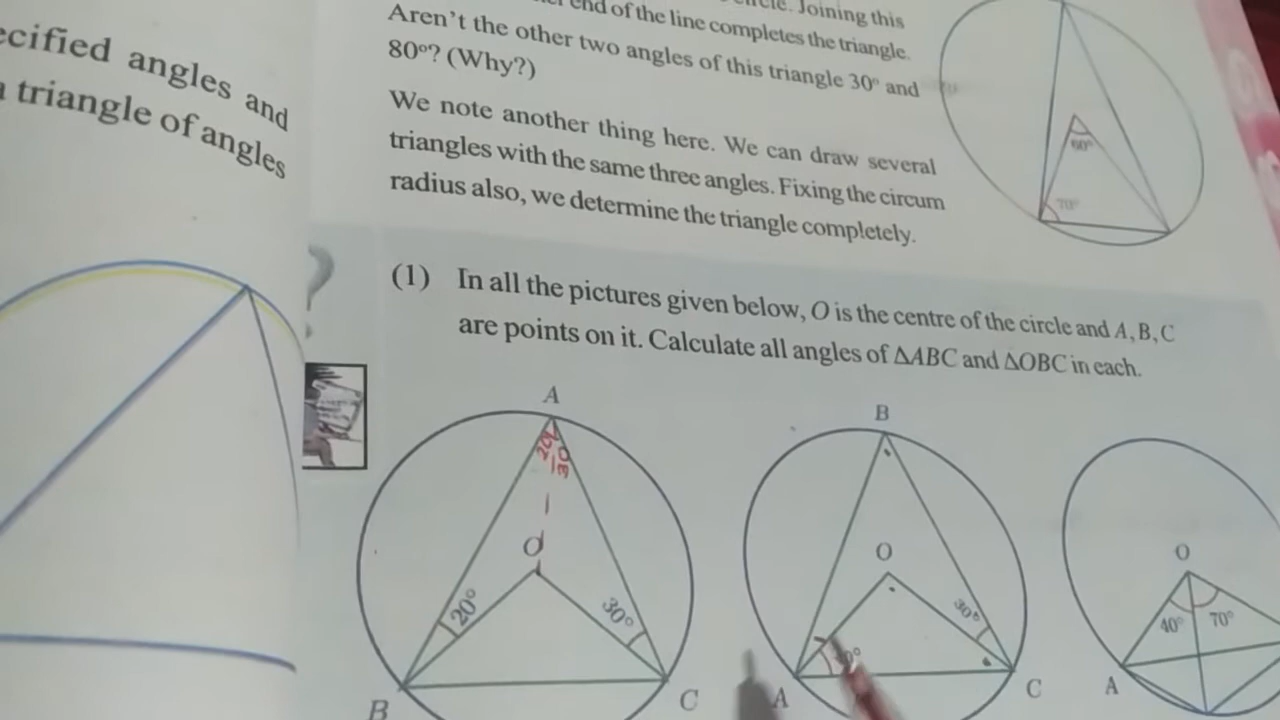 ecified angles and
triangle of angles
Joining this
end of the line completes the triangle.
Aren't the other two angles of this triangle 30° and
80°? (Why?)
We note another thing here. We can draw several
triangles with the same three angles. Fixing the circum
radius also, we determine the triangle completely.
60°
70°
?
(1) In all the pictures given below, O is the centre of the circle and A, B, C
are points on it. Calculate all angles of ΔABC and ΔOBC in each.
A
20
30
O
20°
30°
B
C
B
O
30°
A
C
O
40°
70°
A